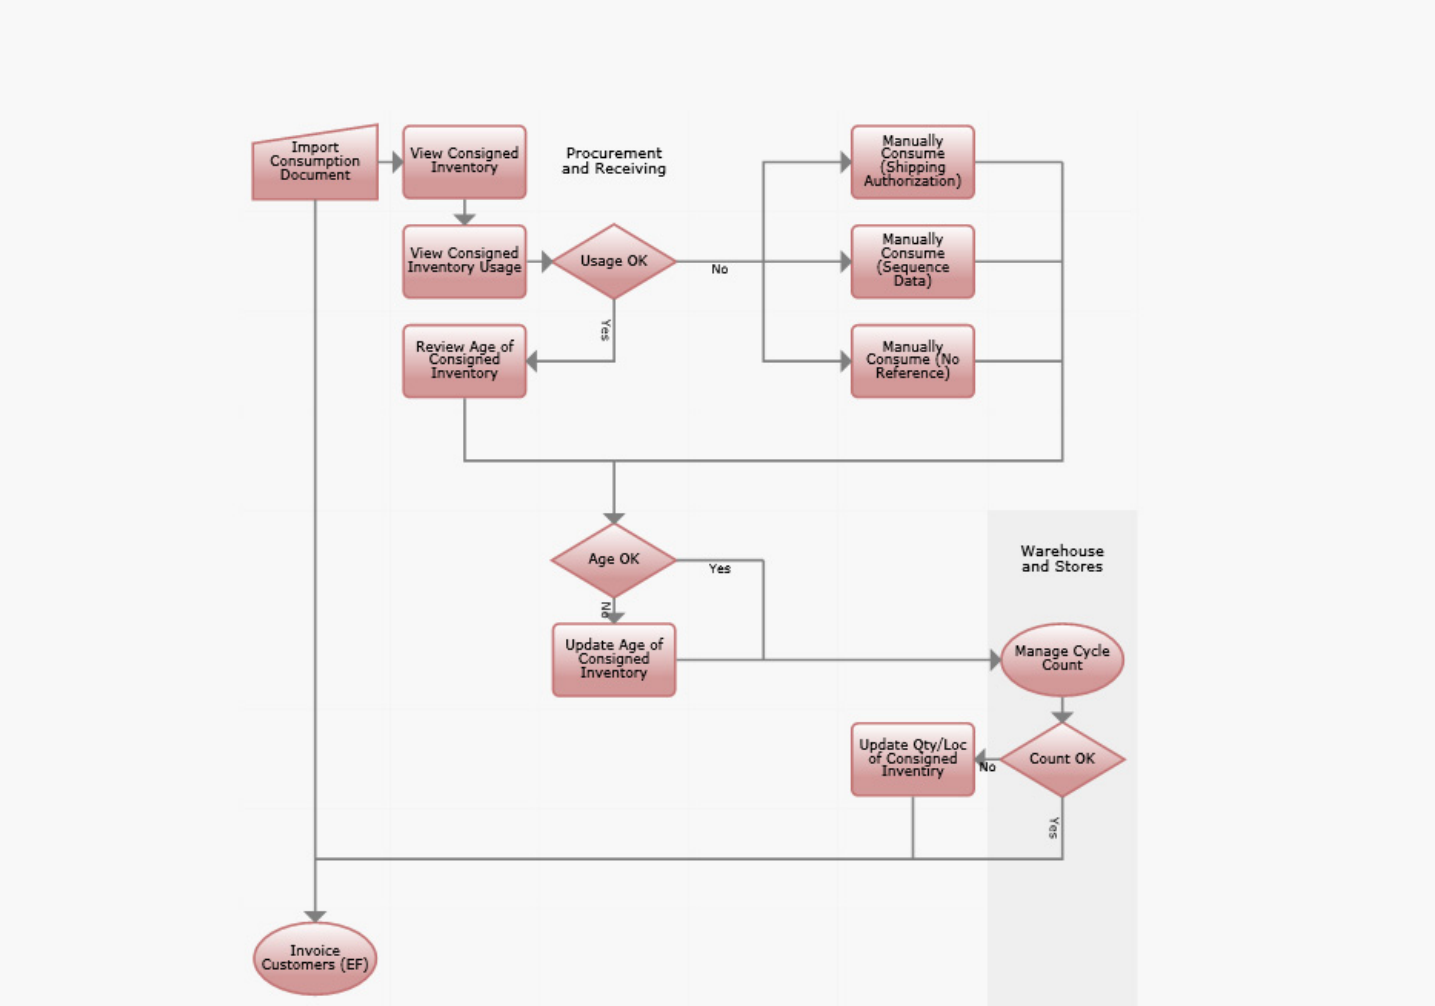 Import
Consumption
Document
View Consigned
Inventory
Procurement
and Receiving
Manually
Consume
(Shipping
Authorization)
View Consigned
Inventory Usage
Usage OK
No
Manually
Consume
(Sequence
Data)
Yes
Review Age of
Consigned
Inventory
Manually
Consume (No
Reference)
Age OK
Yes
No
Warehouse
and Stores
Update Age of
Consigned
Inventory
Manage Cycle
Count
Update Qty/Loc
of Consigned
Inventiry
No
Count OK
Yes
Invoice
Customers (EF)